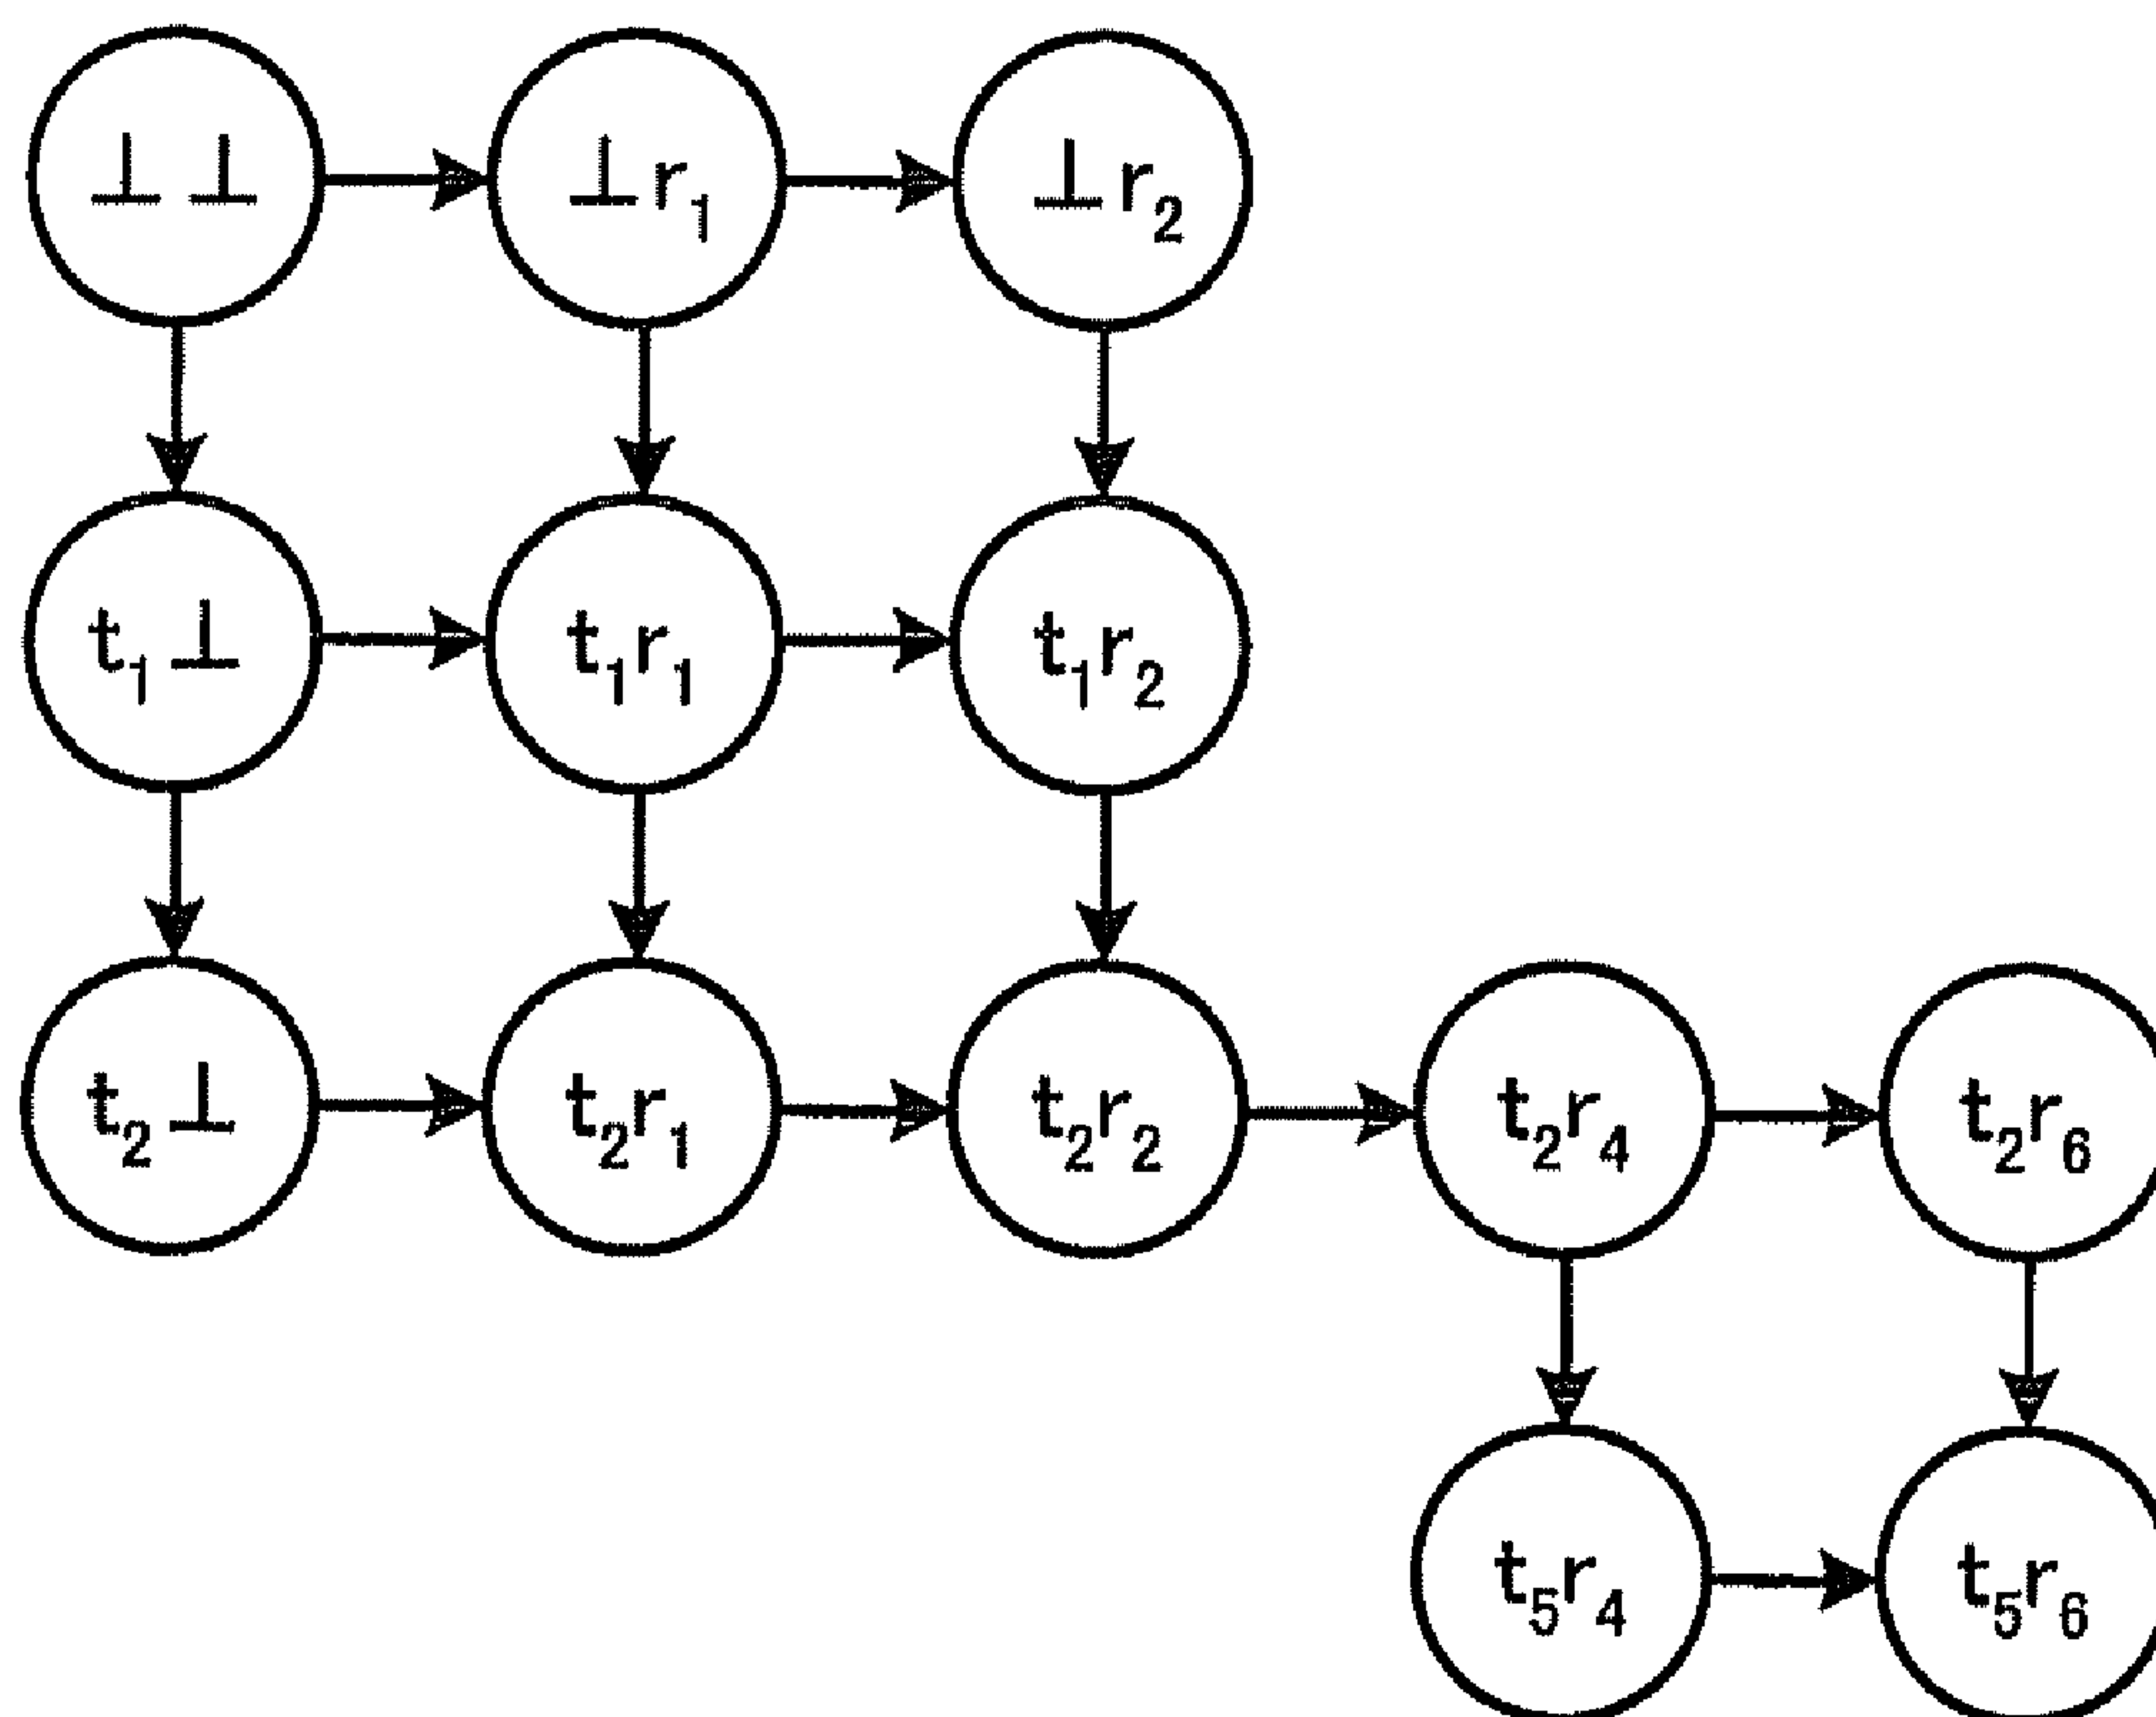 ⊥ ⊥ ⊥r₁ ⊥r₂
t₁⊥ t₁r₁ t₁r₂
t₂⊥ t₂r₁ t₂r₂ t₂r₄ t₂r₆
t₅r₄ t₅r₆